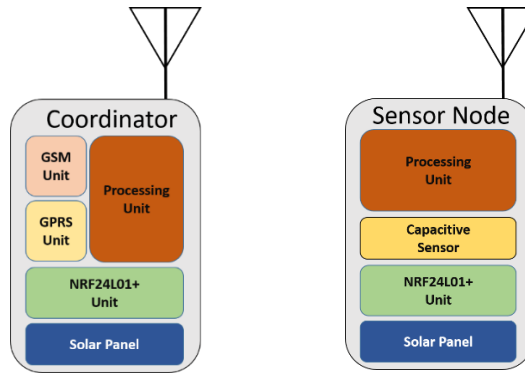 Coordinator
GSM
Unit
Processing
Unit
GPRS
Unit
NRF24L01+
Unit
Solar Panel
Sensor Node
Processing
Unit
Capacitive
Sensor
NRF24L01+
Unit
Solar Panel